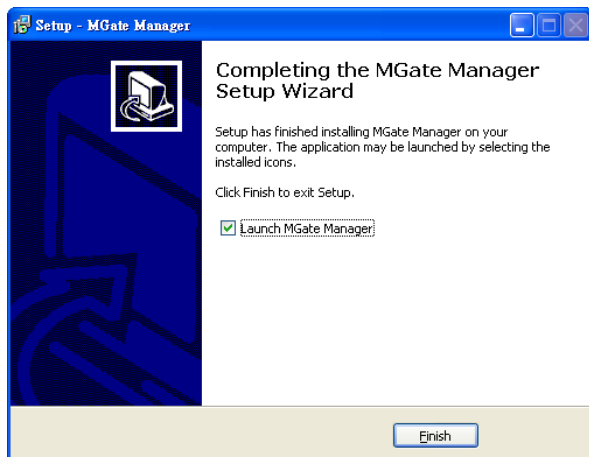 Setup - MGate Manager
Completing the MGate Manager
Setup Wizard
Setup has finished installing MGate Manager on your
computer. The application may be launched by selecting the
installed icons.
Click Finish to exit Setup.
Launch MGate Manager
Finish